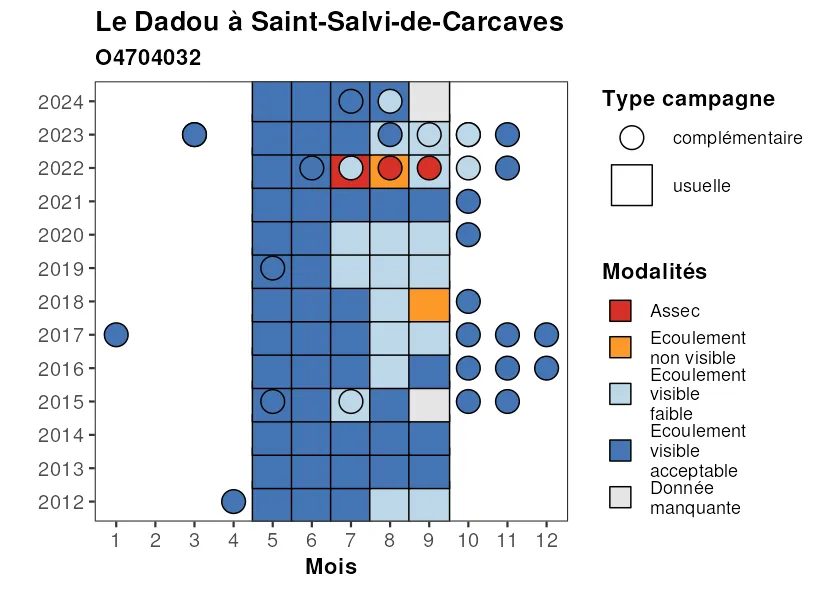 Le Dadou à Saint-Salvi-de-Carcaves
O4704032
2024
2023
2022
2021
2020
2019
2018
2017
2016
2015
2014
2013
2012
1 2 3 4 5 6 7 8 9 10 11 12
Mois
Type campagne
complémentaire
usuelle
Modalités
Assec
Ecoulement
non visible
Ecoulement
visible
faible
Ecoulement
visible
acceptable
Donnée
manquante